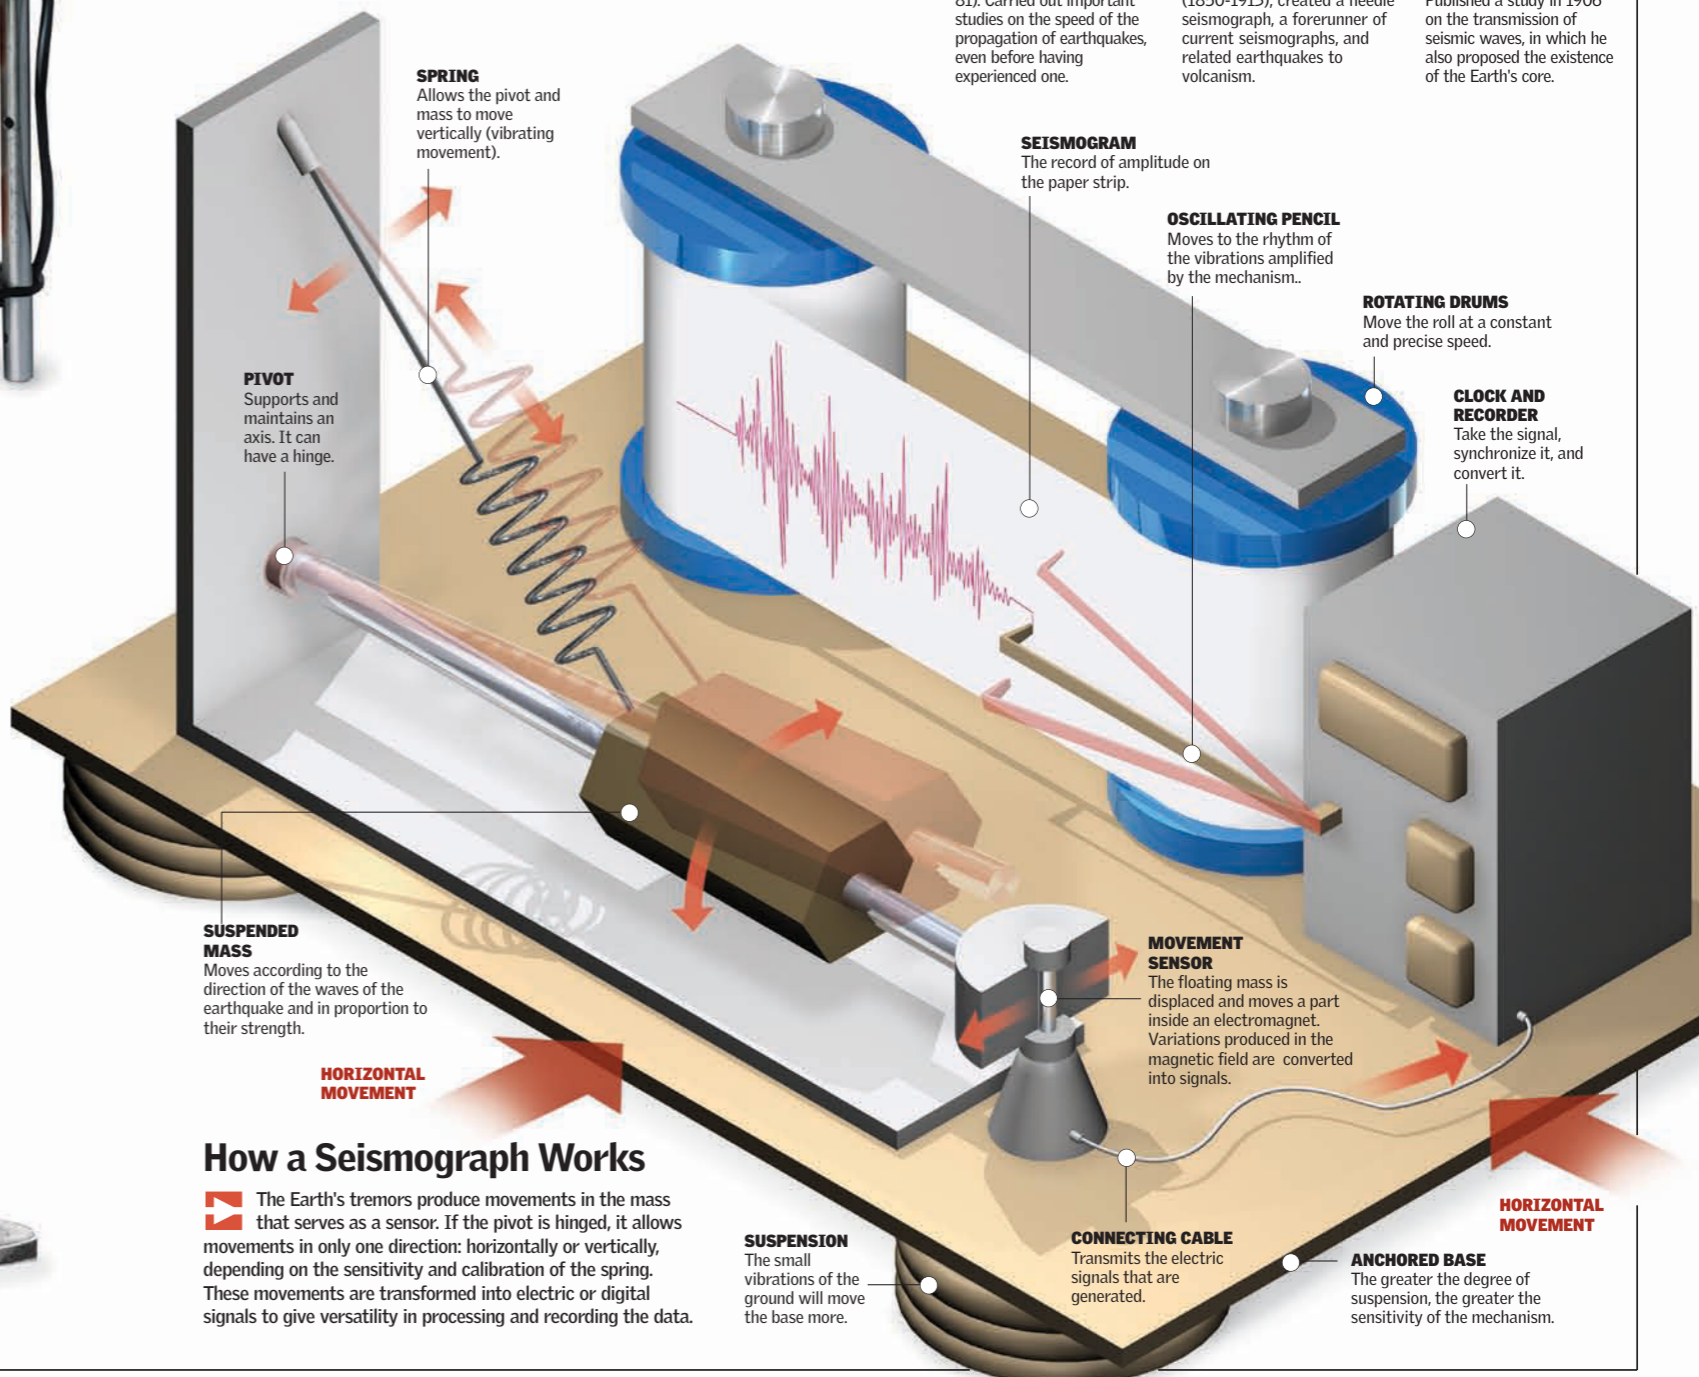 81). Carried out important
studies on the speed of the
propagation of earthquakes,
even before having
experienced one.
(1850-1913), created a needle
seismograph, a forerunner of
current seismographs, and
related earthquakes to
volcanism.
Published a study in 1906
on the transmission of
seismic waves, in which he
also proposed the existence
of the Earth's core.
SPRING
Allows the pivot and
mass to move
vertically (vibrating
movement).
SEISMOGRAM
The record of amplitude on
the paper strip.
OSCILLATING PENCIL
Moves to the rhythm of
the vibrations amplified
by the mechanism..
ROTATING DRUMS
Move the roll at a constant
and precise speed.
CLOCK AND
RECORDER
Take the signal,
synchronize it, and
convert it.
PIVOT
Supports and
maintains an
axis. It can
have a hinge.
SUSPENDED
MASS
Moves according to the
direction of the waves of the
earthquake and in proportion to
their strength.
MOVEMENT
SENSOR
The floating mass is
displaced and moves a part
inside an electromagnet.
Variations produced in the
magnetic field are converted
into signals.
HORIZONTAL
MOVEMENT
How a Seismograph Works
The Earth's tremors produce movements in the mass
that serves as a sensor. If the pivot is hinged, it allows
movements in only one direction: horizontally or vertically,
depending on the sensitivity and calibration of the spring.
These movements are transformed into electric or digital
signals to give versatility in processing and recording the data.
SUSPENSION
The small
vibrations of the
ground will move
the base more.
CONNECTING CABLE
Transmits the electric
signals that are
generated.
HORIZONTAL
MOVEMENT
ANCHORED BASE
The greater the degree of
suspension, the greater the
sensitivity of the mechanism.